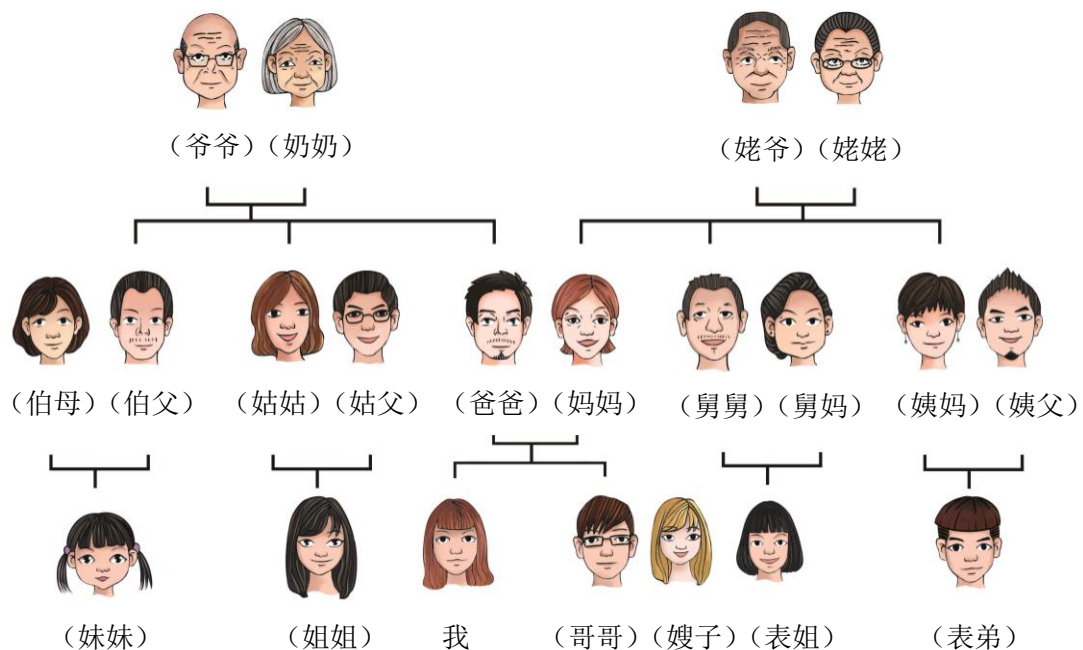 （爷爷）（奶奶） （姥爷）（姥姥）
（伯母）（伯父） （姑姑）（姑父） （爸爸）（妈妈） （舅舅）（舅妈） （姨妈）（姨父）
（妹妹） （姐姐） 我 （哥哥）（嫂子）（表姐） （表弟）